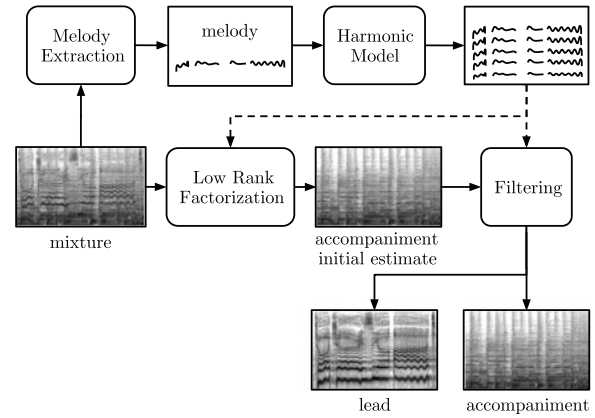 Melody
Extraction
melody
Harmonic
Model
Low Rank
Factorization
Filtering
mixture
accompaniment
initial estimate
lead
accompaniment